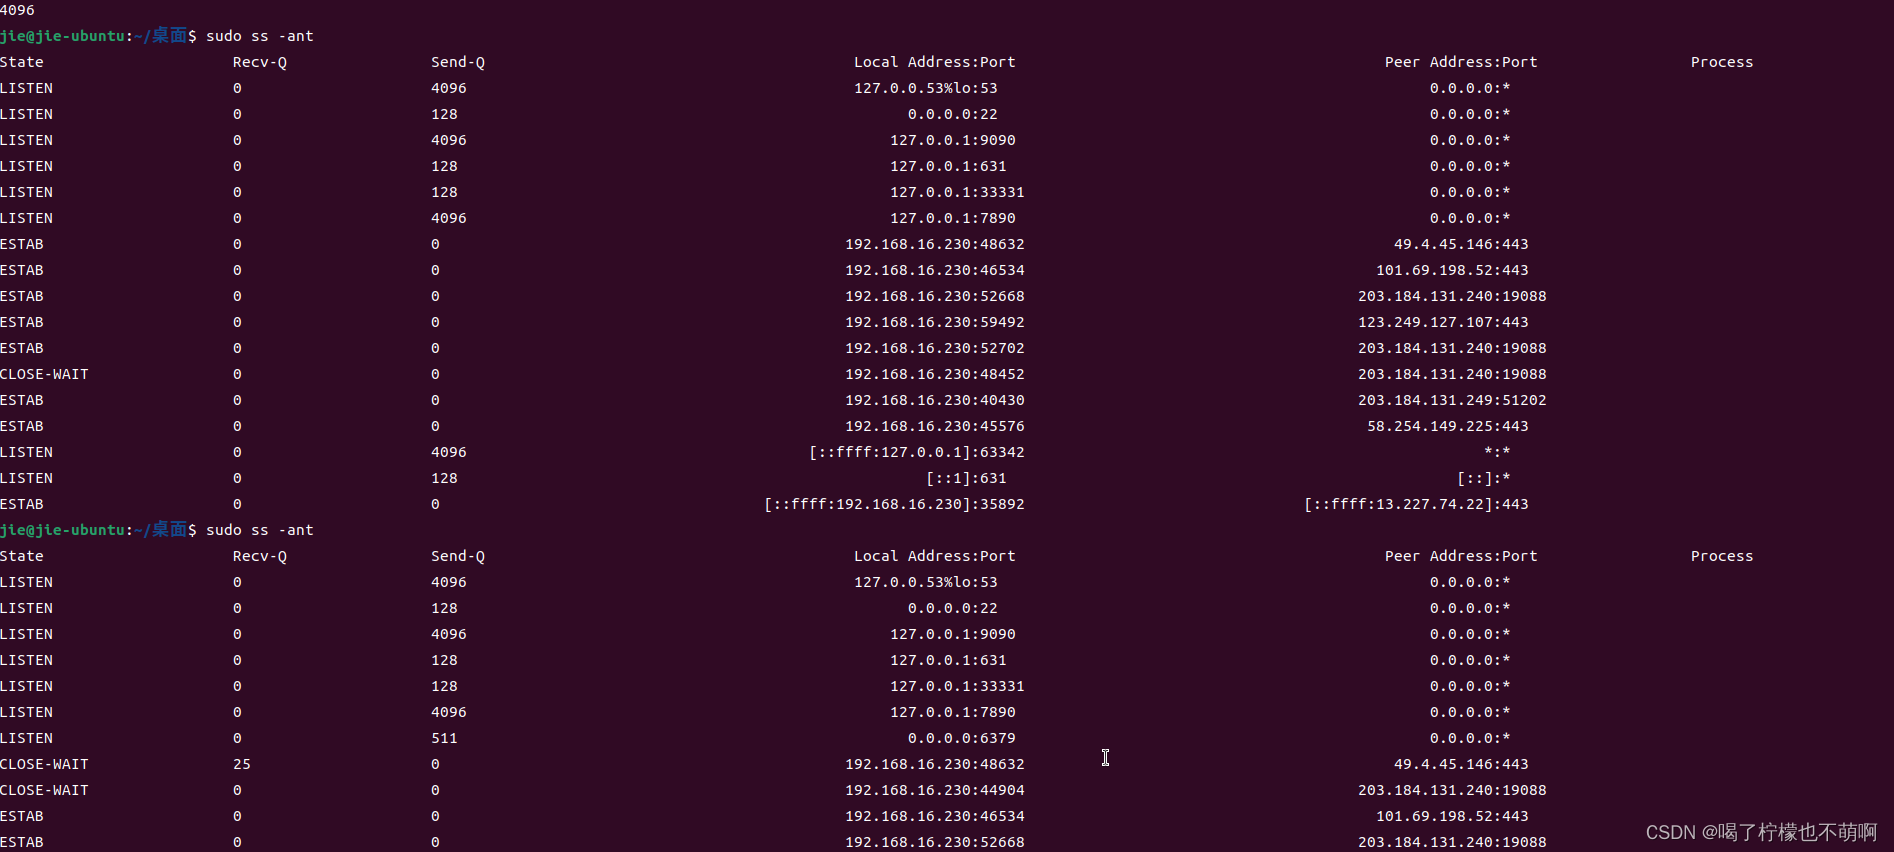 4096
jie@jie-ubuntu:~/桌面$ sudo ss -ant
State Recv-Q Send-Q Local Address:Port Peer Address:Port Process
LISTEN 0 4096 127.0.0.53%lo:53 0.0.0.0:*
LISTEN 0 128 0.0.0.0:22 0.0.0.0:*
LISTEN 0 4096 127.0.0.1:9090 0.0.0.0:*
LISTEN 0 128 127.0.0.1:631 0.0.0.0:*
LISTEN 0 128 127.0.0.1:33331 0.0.0.0:*
LISTEN 0 4096 127.0.0.1:7890 0.0.0.0:*
ESTAB 0 0 192.168.16.230:48632 49.4.45.146:443
ESTAB 0 0 192.168.16.230:46534 101.69.198.52:443
ESTAB 0 0 192.168.16.230:52668 203.184.131.240:19088
ESTAB 0 0 192.168.16.230:59492 123.249.127.107:443
ESTAB 0 0 192.168.16.230:52702 203.184.131.240:19088
CLOSE-WAIT 0 0 192.168.16.230:48452 203.184.131.240:19088
ESTAB 0 0 192.168.16.230:40430 203.184.131.249:51202
ESTAB 0 0 192.168.16.230:45576 58.254.149.225:443
LISTEN 0 4096 [::ffff:127.0.0.1]:63342 *:*
LISTEN 0 128 [::1]:631 [::]:*
ESTAB 0 0 [::ffff:192.168.16.230]:35892 [::ffff:13.227.74.22]:443
jie@jie-ubuntu:~/桌面$ sudo ss -ant
State Recv-Q Send-Q Local Address:Port Peer Address:Port Process
LISTEN 0 4096 127.0.0.53%lo:53 0.0.0.0:*
LISTEN 0 128 0.0.0.0:22 0.0.0.0:*
LISTEN 0 4096 127.0.0.1:9090 0.0.0.0:*
LISTEN 0 128 127.0.0.1:631 0.0.0.0:*
LISTEN 0 128 127.0.0.1:33331 0.0.0.0:*
LISTEN 0 4096 127.0.0.1:7890 0.0.0.0:*
LISTEN 0 511 0.0.0.0:6379 0.0.0.0:*
CLOSE-WAIT 25 0 192.168.16.230:48632 49.4.45.146:443
CLOSE-WAIT 0 0 192.168.16.230:44904 203.184.131.240:19088
ESTAB 0 0 192.168.16.230:46534 101.69.198.52:443
ESTAB 0 0 192.168.16.230:52668 203.184.131.240:19088
CSDN @喝了柠檬也不萌啊